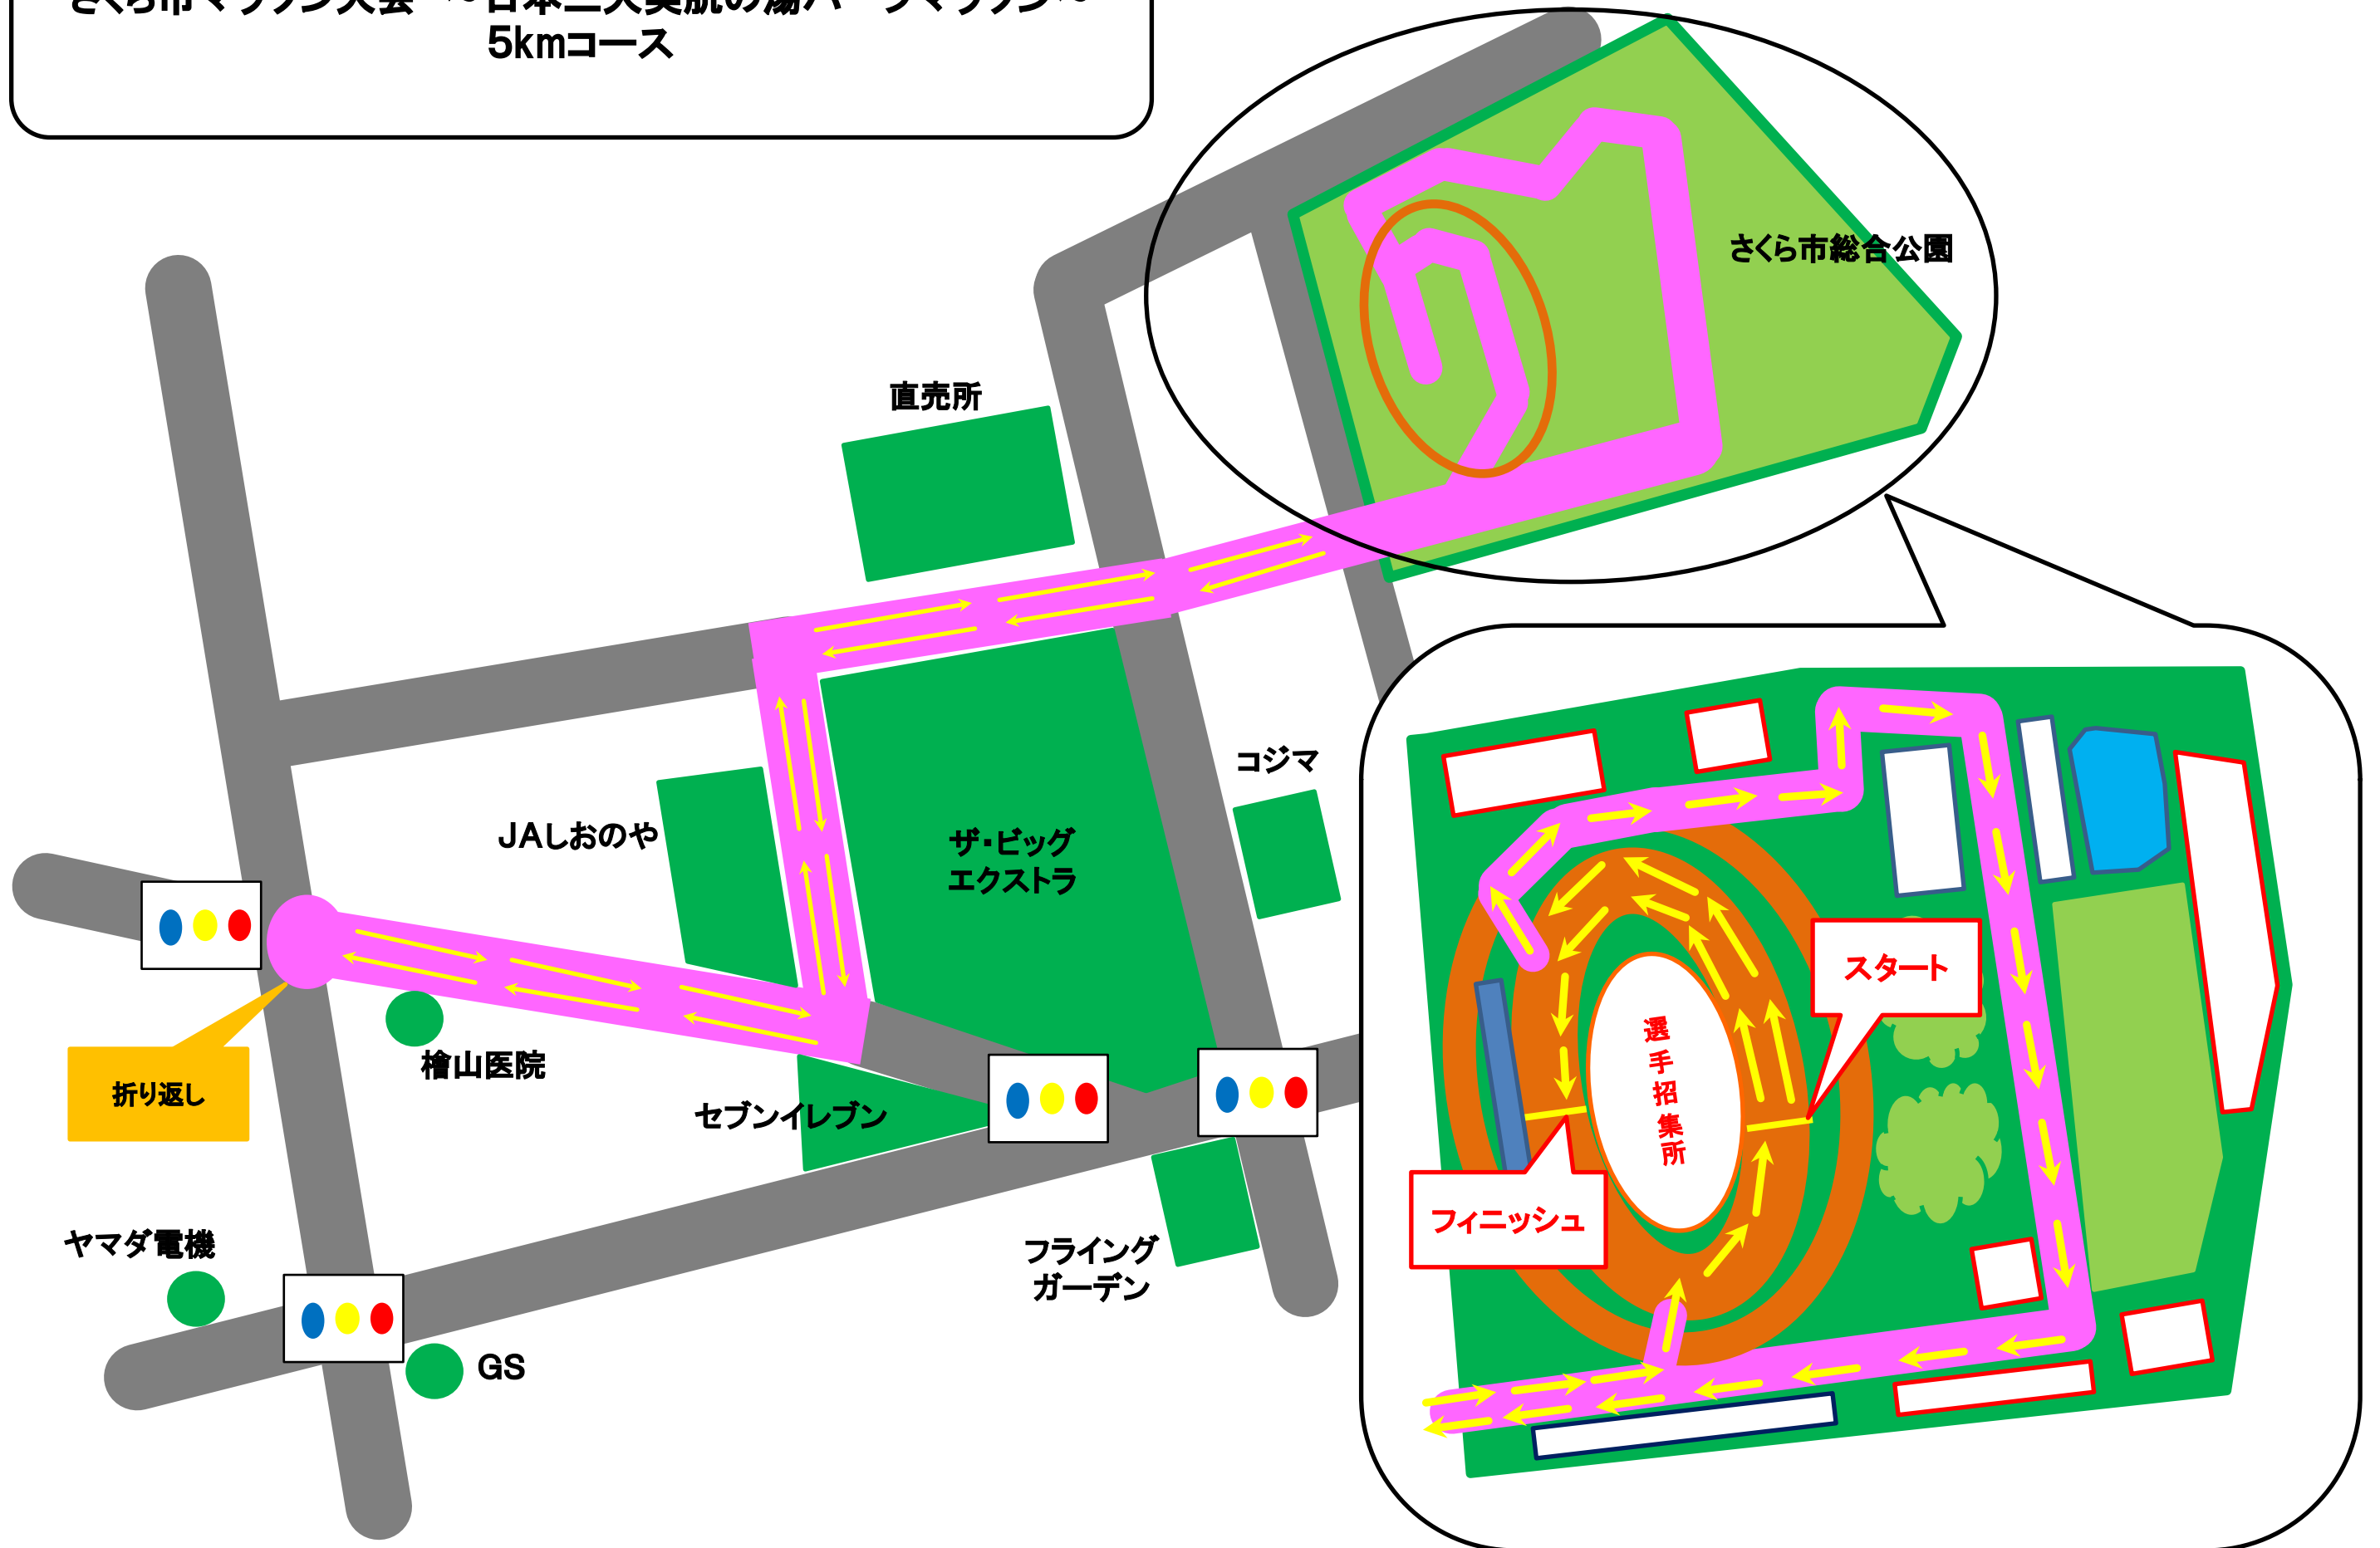 5kmコース
さくら市総合公園
直売所
コジマ
JAしおのや
ザ・ビッグ
エクストラ
スタート
選手招集所
檜山医院
折り返し
セブンイレブン
フィニッシュ
ヤマダ電機
フライング
ガーデン
GS